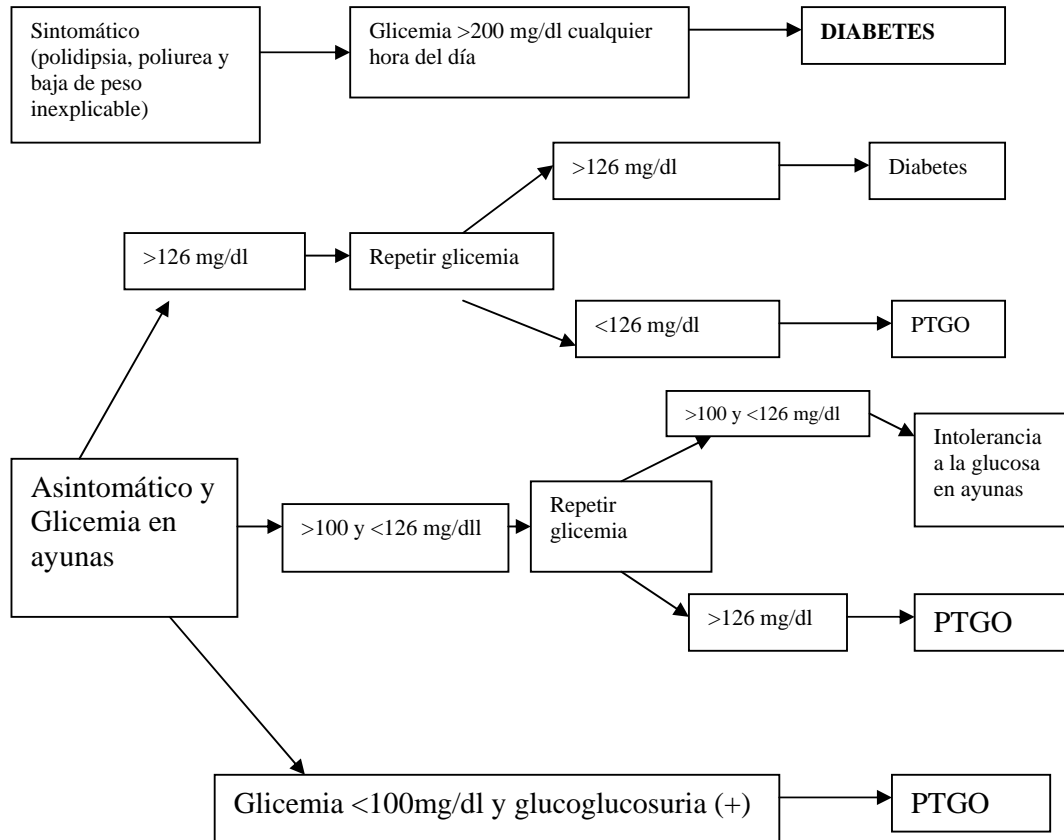 Sintomático
(polidipsia, poliurea y
baja de peso
inexplicable)
Glicemia >200 mg/dl cualquier
hora del día
DIABETES
>126 mg/dl
Diabetes
>126 mg/dl
Repetir glicemia
<126 mg/dl
PTGO
>100 y <126 mg/dl
Intolerancia
a la glucosa
en ayunas
Asintomático y
Glicemia en
ayunas
>100 y <126 mg/dll
Repetir
glicemia
>126 mg/dl
PTGO
Glicemia <100mg/dl y glucoglucosuria (+)
PTGO